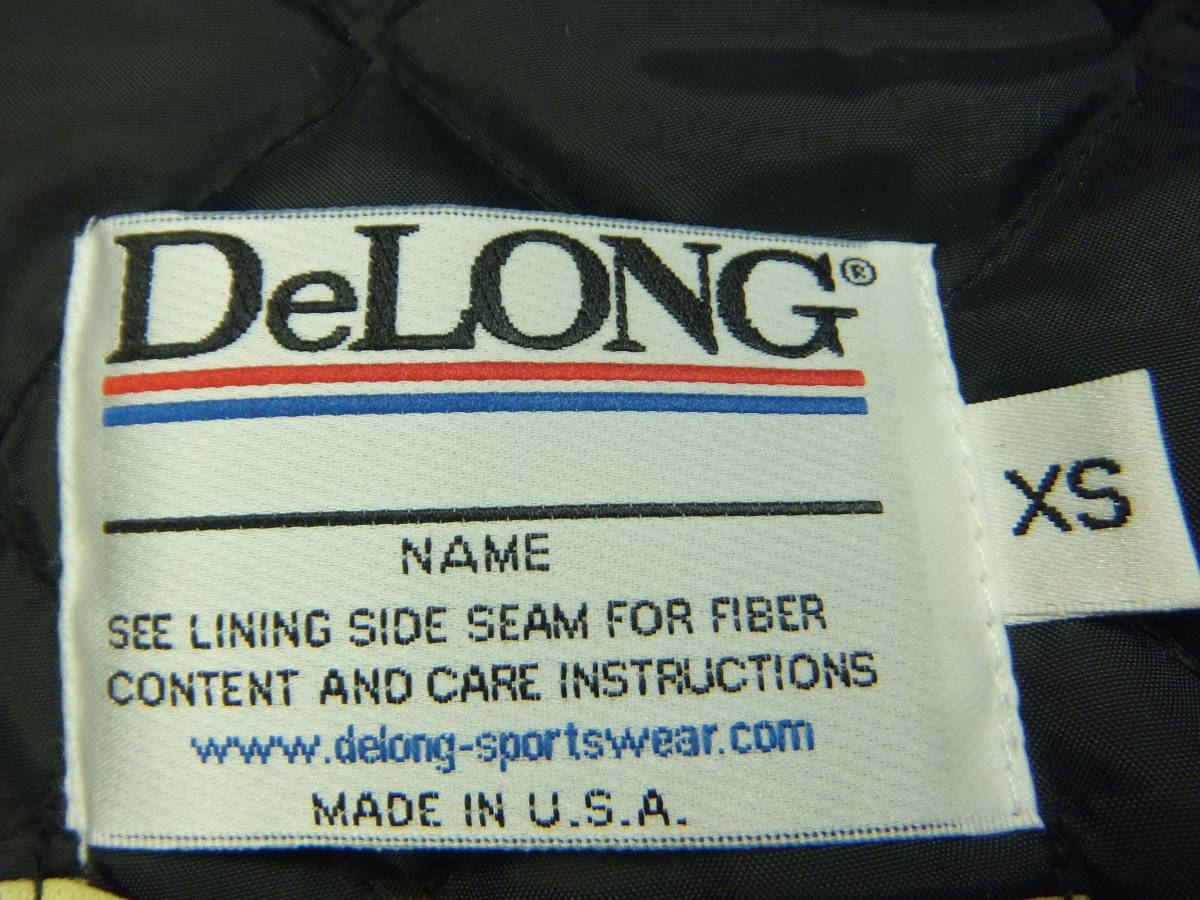 DeLONG®
XS
NAME
SEE LINING SIDE SEAM FOR FIBER
CONTENT AND CARE INSTRUCTIONS
www.delong-sportswear.com
MADE IN U.S.A.